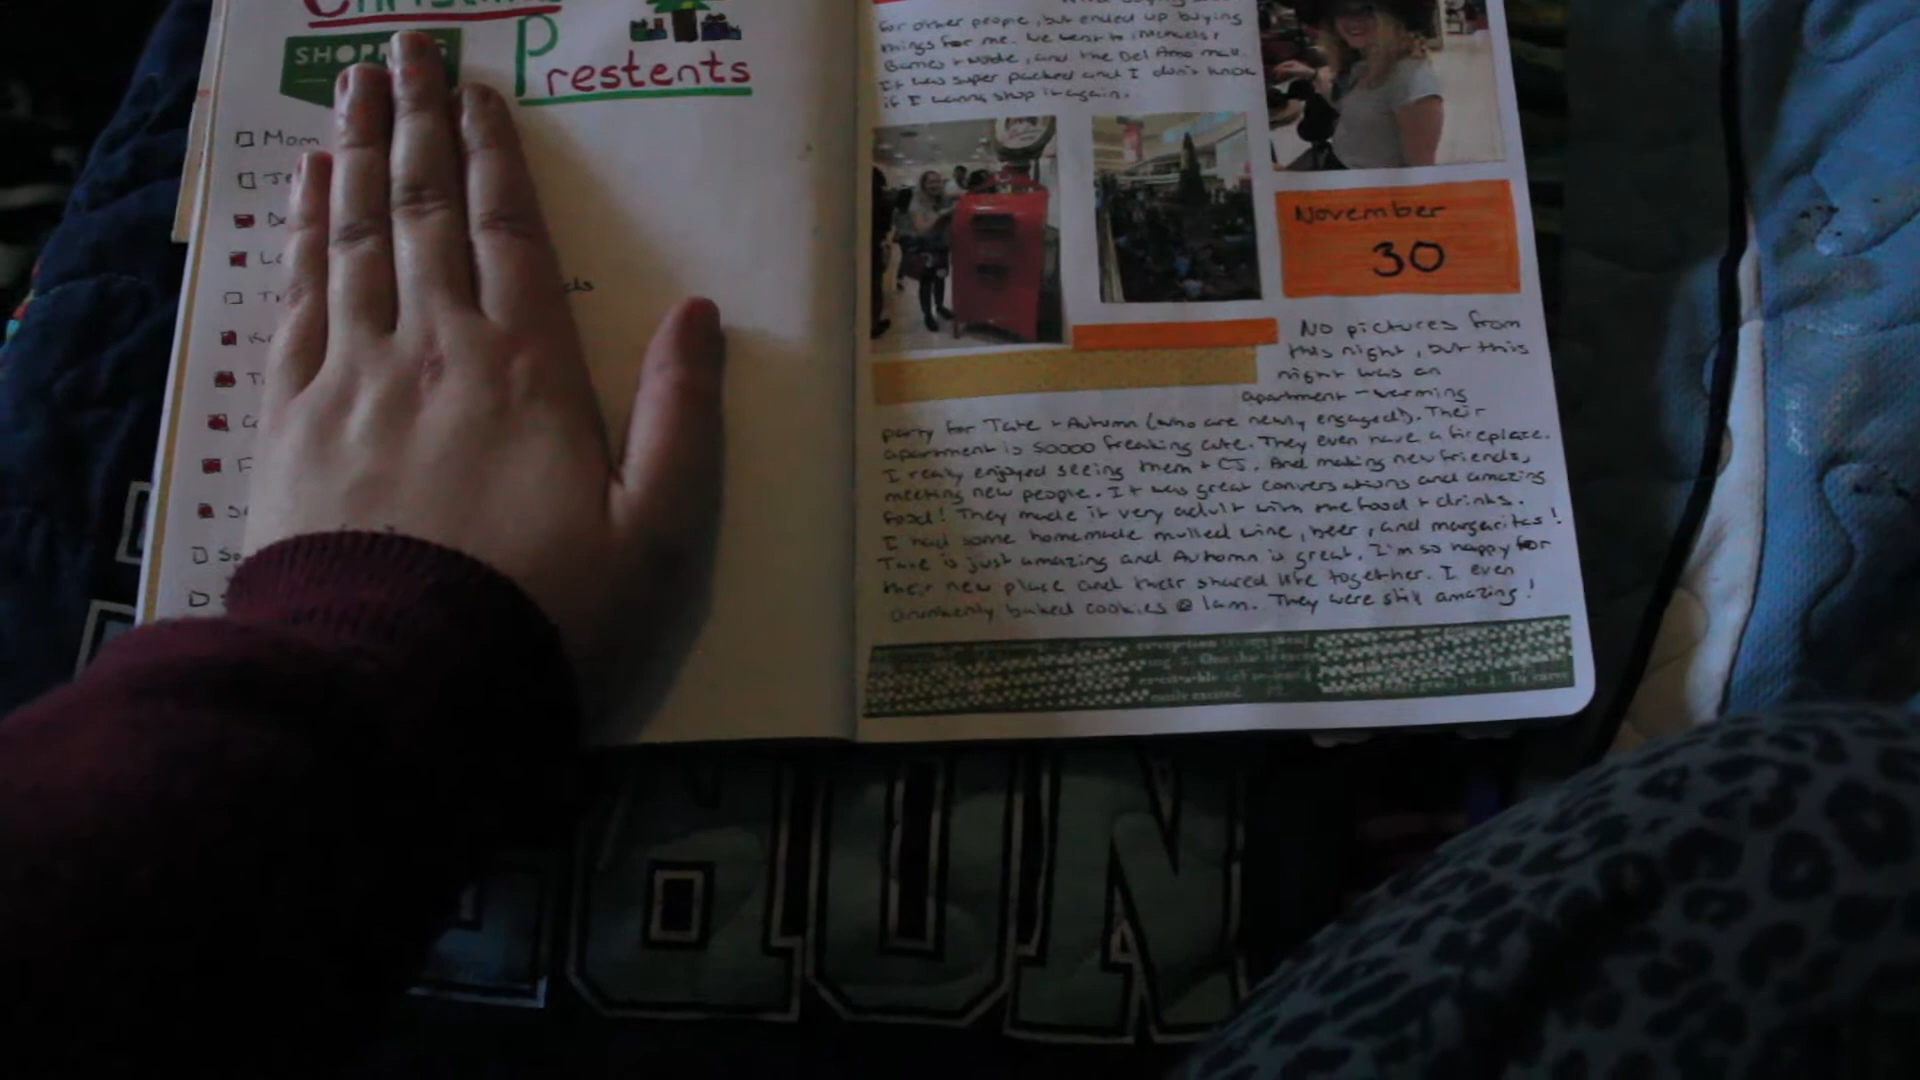 Christmas
SHOPPING
Prestents
Mom
for other people, but ended up buying
things for me. We went to Michaels,
Barnes + Noble, and the Del Amo mall.
It was super packed and I don't know
if I wanna shop it again.
November
30
No pictures from
this night, but this
night was an
apartment-warming
party for Tate + Autumn (who are newly engaged!). Their
apartment is soooo freaking cute. They even have a fireplace.
I really enjoyed seeing them + CJ. And making new friends,
meeting new people. It was great conversations and amazing
food! They made it very adult with the food + drinks.
I had some homemade mulled wine, beer, and margaritas!
Tate is just amazing and Autumn is great. I'm so happy for
their new place and their shared life together. I even
drunkenly baked cookies @ 1am. They were still amazing!